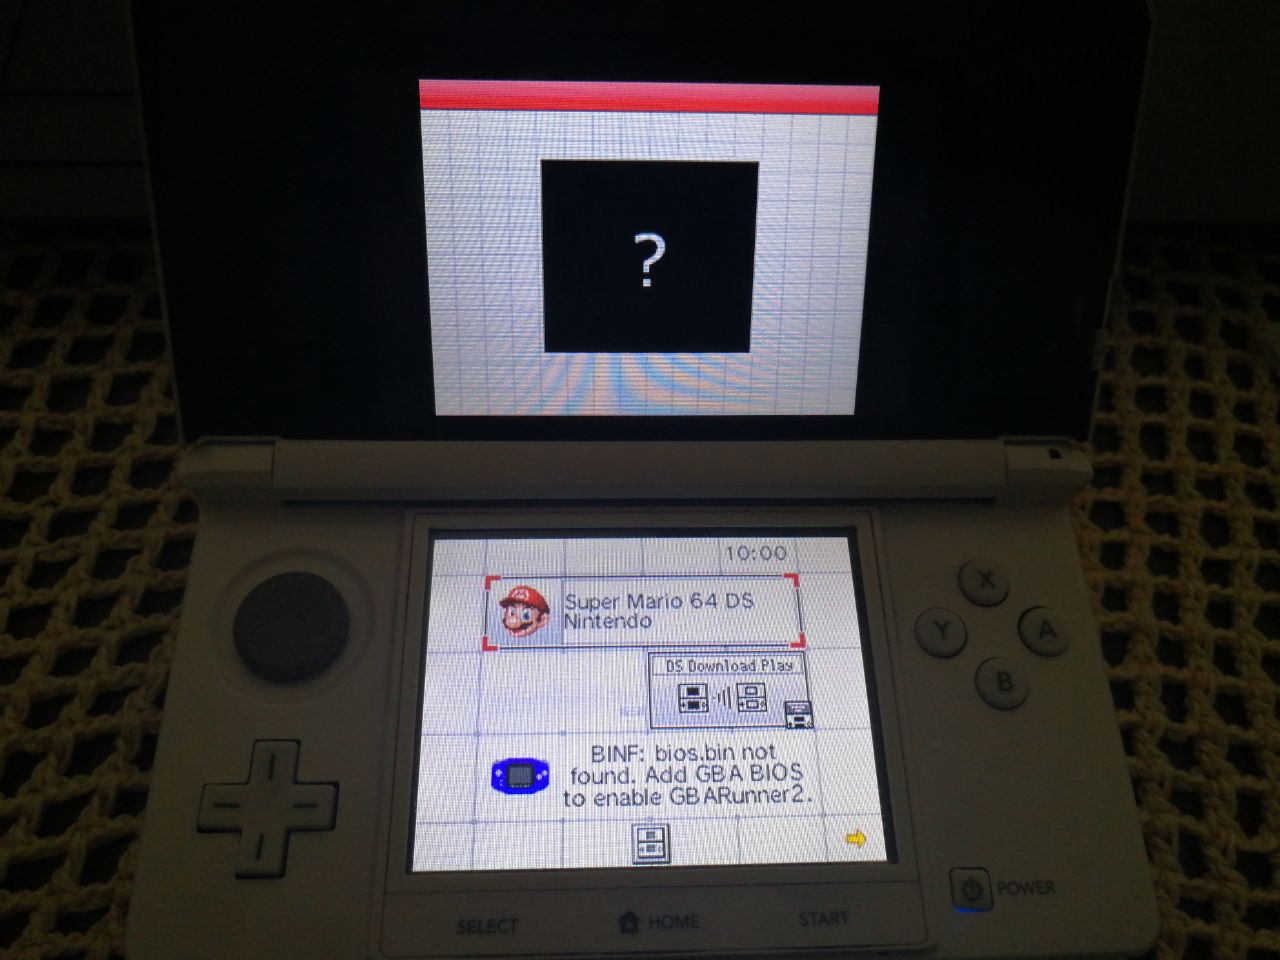 ?
10:00
Super Mario 64 DS
Nintendo
DS Download Play
BINF: bios.bin not
found. Add GBA BIOS
to enable GBARunner2.
X
Y
A
B
POWER
SELECT
HOME
START